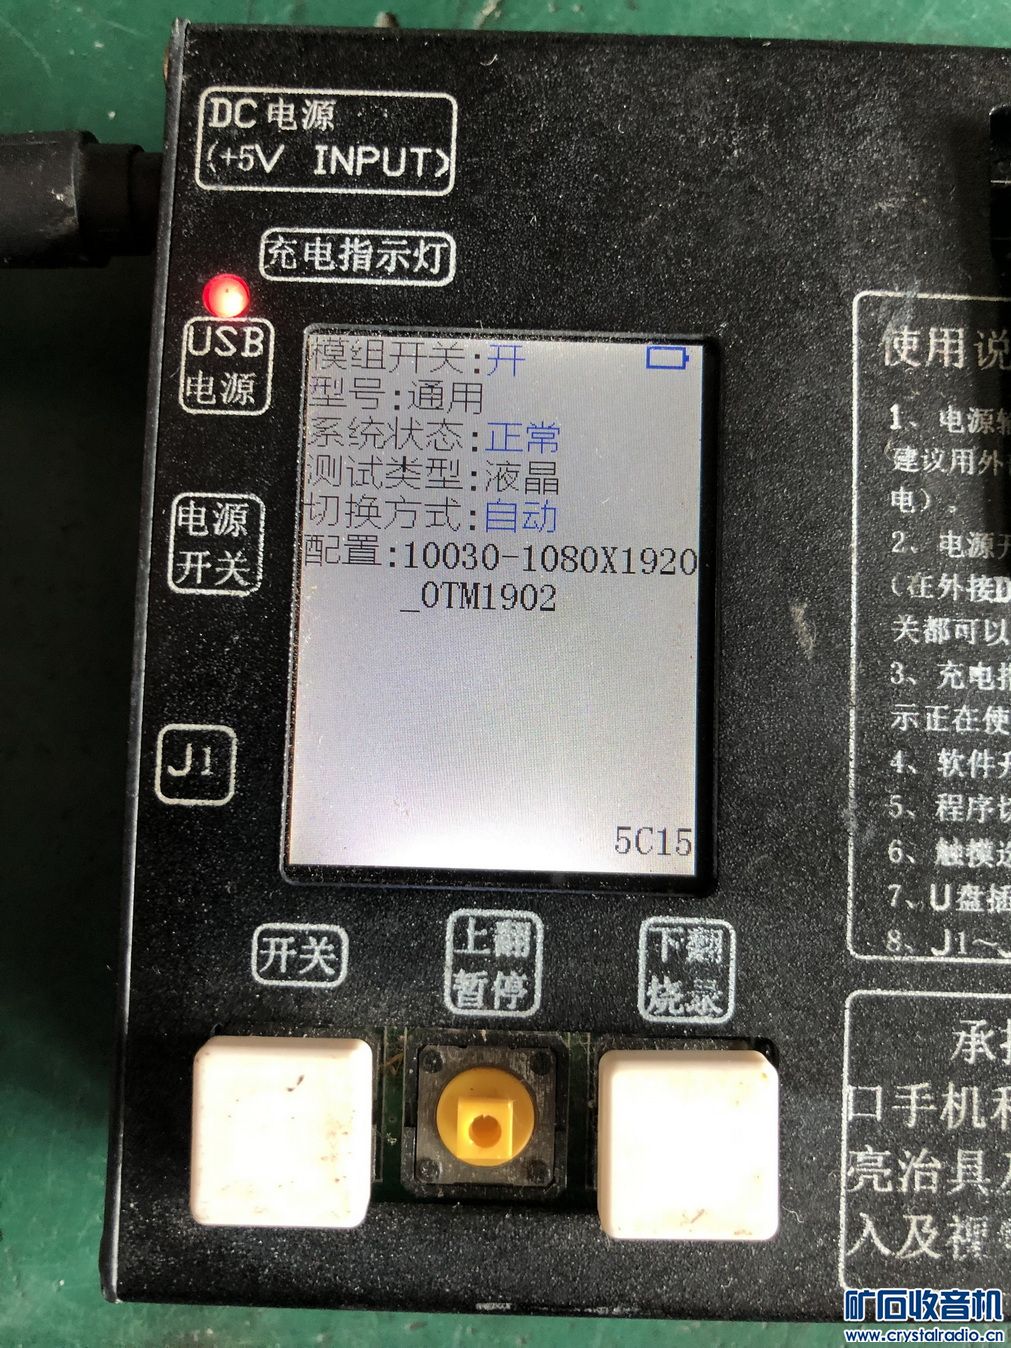 DC 电源
(+5V INPUT)
充电指示灯
USB
电源
电源
开关
J1
模组开关:开
型号:通用
系统状态:正常
测试类型:液晶
切换方式:自动
配置:10030-1080X1920
_OTM1902
5C15
开关
上翻
暂停
下翻
烧录
使用说
1、电源
建议用外
电)。
2、电源开
(在外接D
关都可以
3、充电指
示正在使
4、软件升
5、程序切
6、触摸
7、U盘插
8、J1~
承接
口手机
亮治具
入及
矿石收音机
www.crystalradio.cn